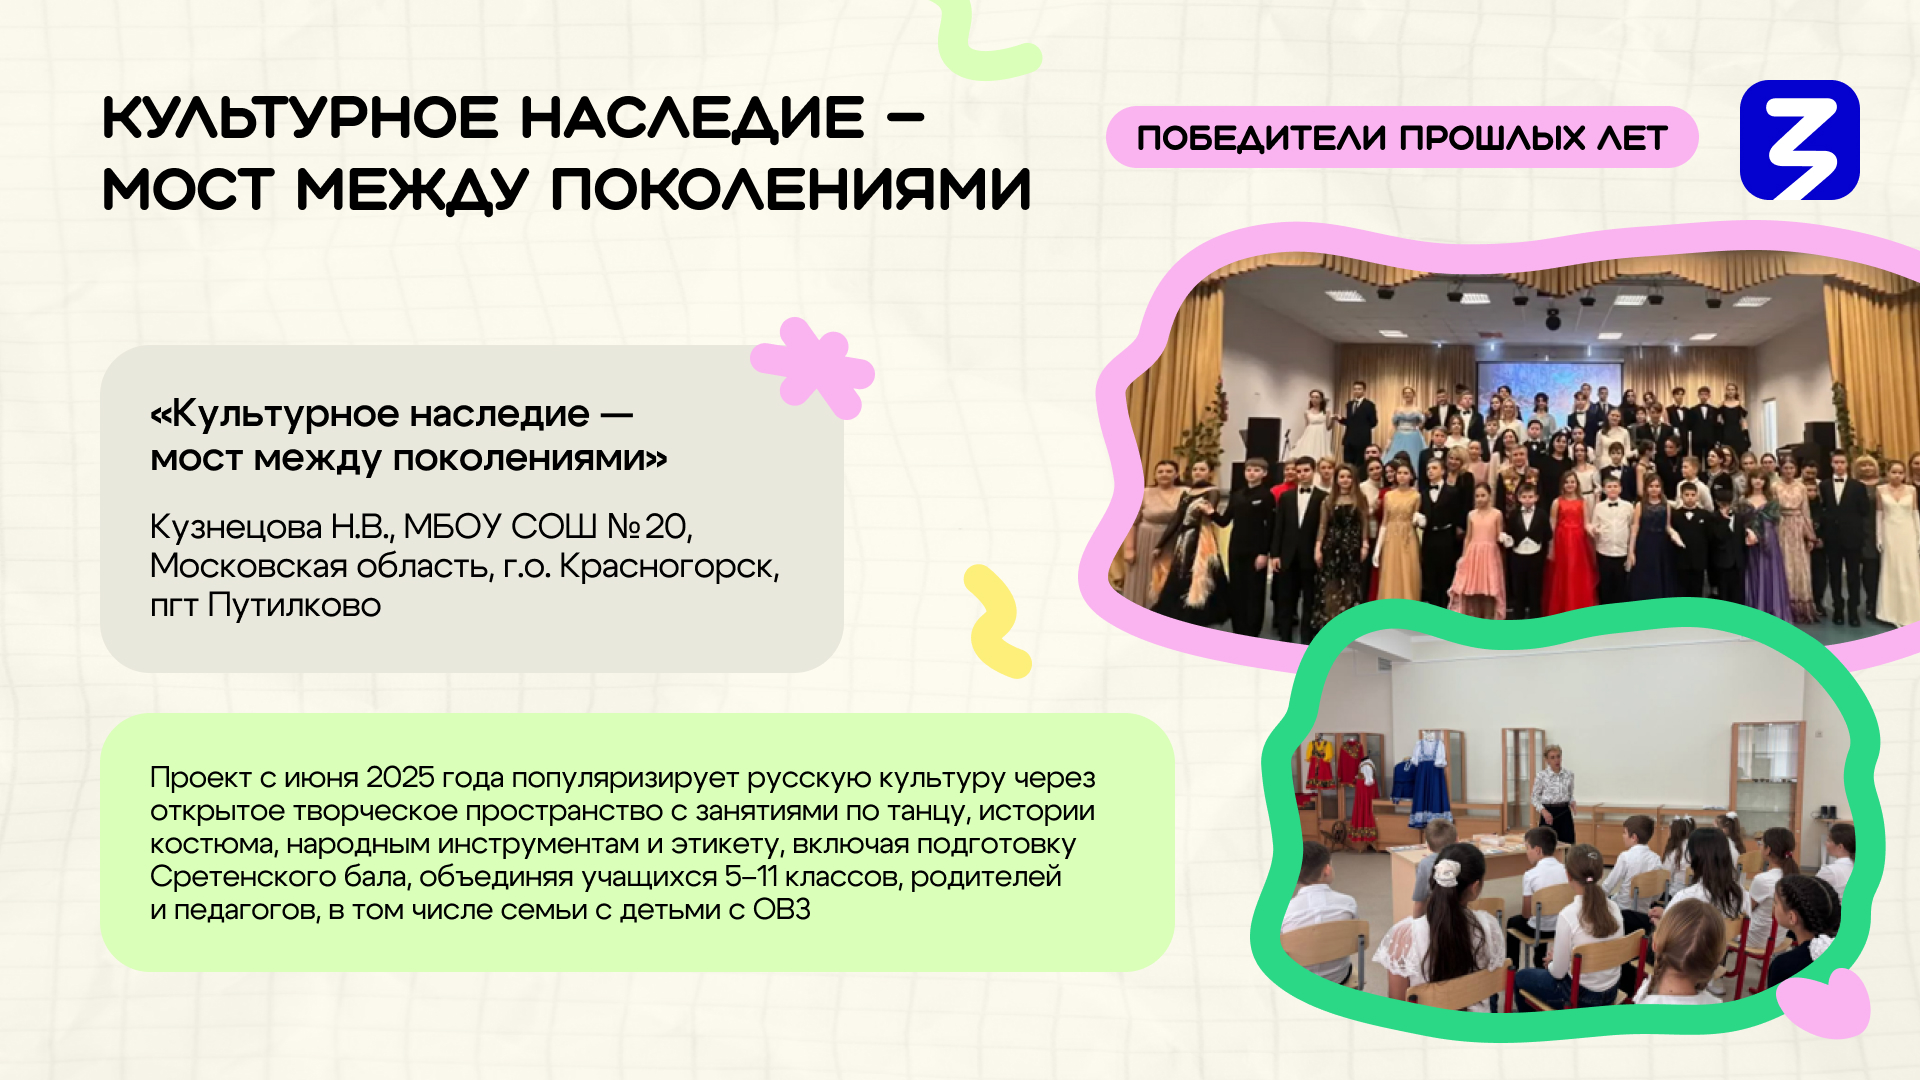 КУЛЬТУРНОЕ НАСЛЕДИЕ –
МОСТ МЕЖДУ ПОКОЛЕНИЯМИ
ПОБЕДИТЕЛИ ПРОШЛЫХ ЛЕТ
«Культурное наследие —
мост между поколениями»
Кузнецова Н.В., МБОУ СОШ № 20,
Московская область, г.о. Красногорск,
пгт Путилково
Проект с июня 2025 года популяризирует русскую культуру через
открытое творческое пространство с занятиями по танцу, истории
костюма, народным инструментам и этикету, включая подготовку
Сретенского бала, объединяя учащихся 5–11 классов, родителей
и педагогов, в том числе семьи с детьми с ОВЗ